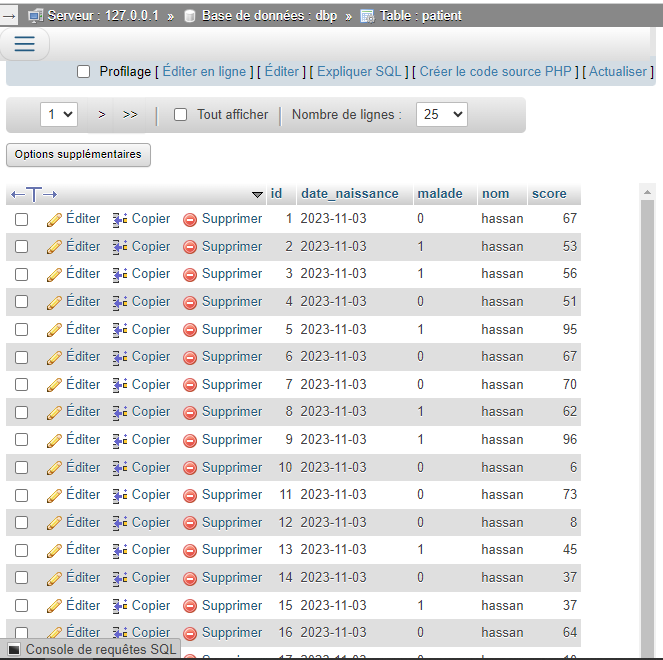 Serveur : 127.0.0.1 » Base de données : dbp » Table : patient
Profilage [ Éditer en ligne ] [ Éditer ] [ Expliquer SQL ] [ Créer le code source PHP ] [ Actualiser ]
1 > >> Tout afficher Nombre de lignes : 25
Options supplémentaires
←T→ id date_naissance malade nom score
Éditer Copier Supprimer 1 2023-11-03 0 hassan 67
Éditer Copier Supprimer 2 2023-11-03 1 hassan 53
Éditer Copier Supprimer 3 2023-11-03 1 hassan 56
Éditer Copier Supprimer 4 2023-11-03 0 hassan 51
Éditer Copier Supprimer 5 2023-11-03 1 hassan 95
Éditer Copier Supprimer 6 2023-11-03 0 hassan 67
Éditer Copier Supprimer 7 2023-11-03 0 hassan 70
Éditer Copier Supprimer 8 2023-11-03 1 hassan 62
Éditer Copier Supprimer 9 2023-11-03 1 hassan 96
Éditer Copier Supprimer 10 2023-11-03 0 hassan 6
Éditer Copier Supprimer 11 2023-11-03 0 hassan 73
Éditer Copier Supprimer 12 2023-11-03 0 hassan 8
Éditer Copier Supprimer 13 2023-11-03 1 hassan 45
Éditer Copier Supprimer 14 2023-11-03 0 hassan 37
Éditer Copier Supprimer 15 2023-11-03 1 hassan 37
Éditer Copier Supprimer 16 2023-11-03 0 hassan 64
Console de requêtes SQL